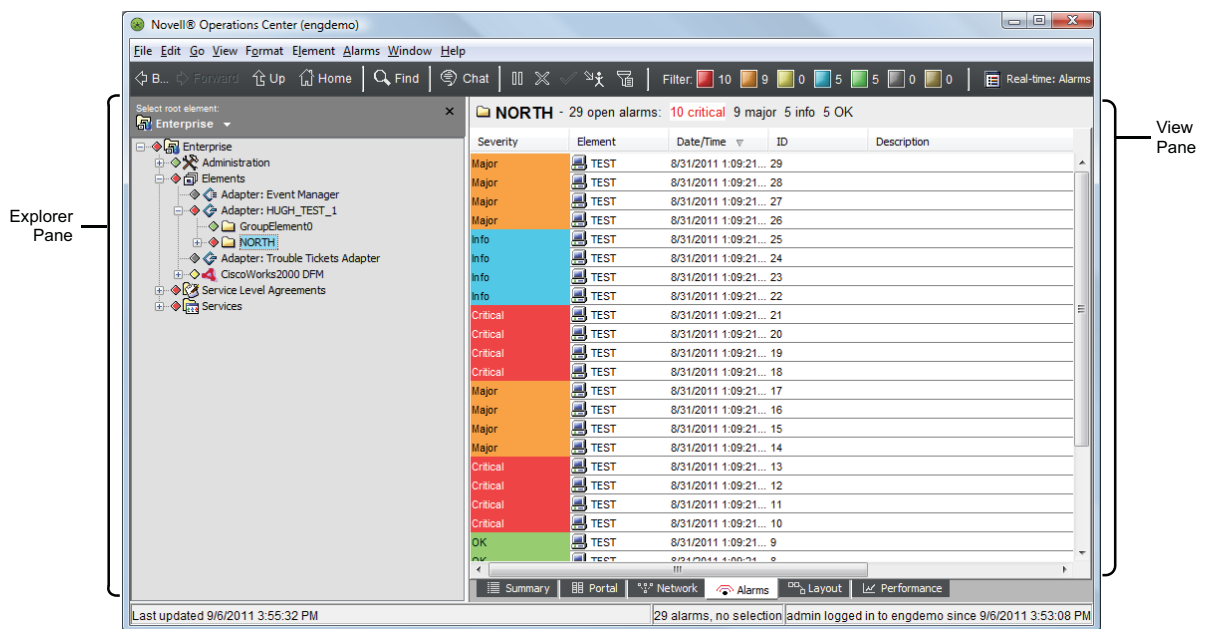 Novell® Operations Center (engdemo)
File Edit Go View Format Element Alarms Window Help
B... Forward Up Home Find Chat Filter: 10 9 0 5 5 0 0 Real-time: Alarms
Select root element:
Enterprise
Enterprise
Administration
Elements
Adapter: Event Manager
Adapter: HUGH_TEST_1
GroupElement0
NORTH
Adapter: Trouble Tickets Adapter
CiscoWorks2000 DFM
Service Level Agreements
Services
Explorer
Pane
NORTH - 29 open alarms: 10 critical 9 major 5 info 5 OK
Severity Element Date/Time ID Description
Major TEST 8/31/2011 1:09:21... 29
Major TEST 8/31/2011 1:09:21... 28
Major TEST 8/31/2011 1:09:21... 27
Major TEST 8/31/2011 1:09:21... 26
Info TEST 8/31/2011 1:09:21... 25
Info TEST 8/31/2011 1:09:21... 24
Info TEST 8/31/2011 1:09:21... 23
Info TEST 8/31/2011 1:09:21... 22
Critical TEST 8/31/2011 1:09:21... 21
Critical TEST 8/31/2011 1:09:21... 20
Critical TEST 8/31/2011 1:09:21... 19
Critical TEST 8/31/2011 1:09:21... 18
Major TEST 8/31/2011 1:09:21... 17
Major TEST 8/31/2011 1:09:21... 16
Major TEST 8/31/2011 1:09:21... 15
Major TEST 8/31/2011 1:09:21... 14
Critical TEST 8/31/2011 1:09:21... 13
Critical TEST 8/31/2011 1:09:21... 12
Critical TEST 8/31/2011 1:09:21... 11
Critical TEST 8/31/2011 1:09:21... 10
OK TEST 8/31/2011 1:09:21... 9
OK TEST 8/31/2011 1:09:21... 8
View
Pane
Summary Portal Network Alarms Layout Performance
Last updated 9/6/2011 3:55:32 PM 29 alarms, no selection admin logged in to engdemo since 9/6/2011 3:53:08 PM